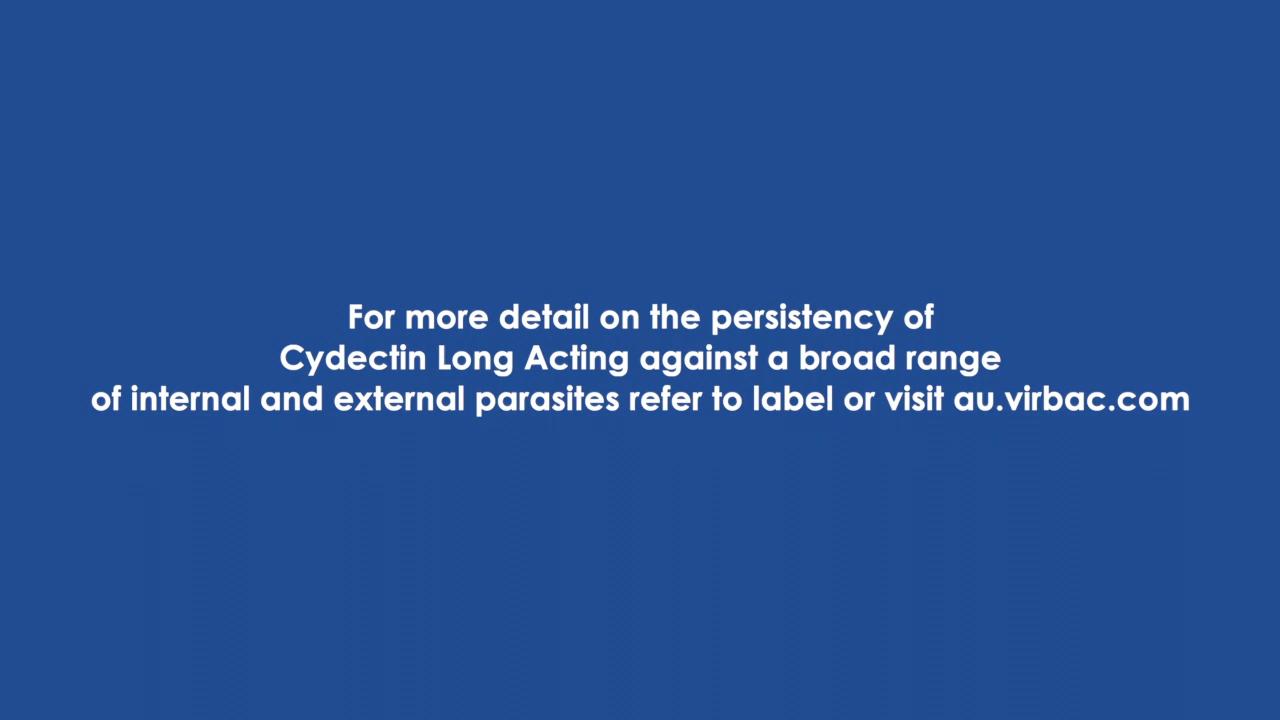 For more detail on the persistency of
Cydectin Long Acting against a broad range
of internal and external parasites refer to label or visit au.virbac.com